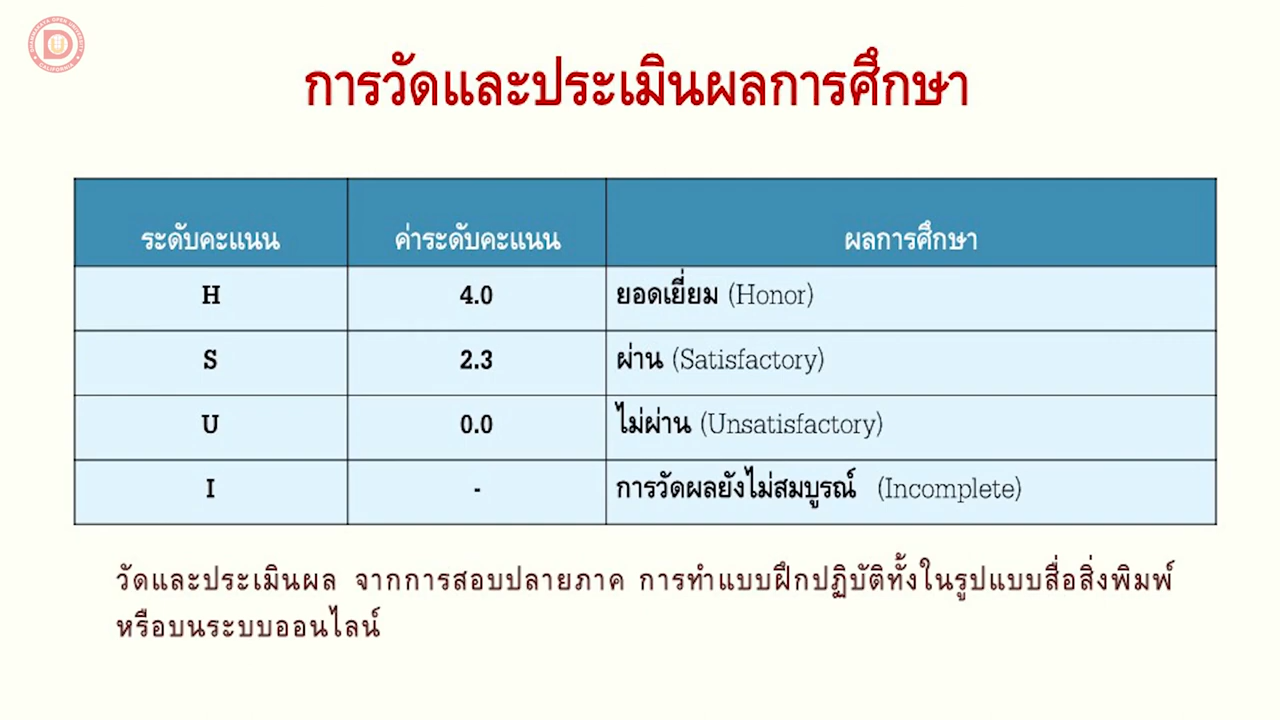 DHAMMAKAYA OPEN UNIVERSITY
CALIFORNIA
การวัดและประเมินผลการศึกษา
ระดับคะแนน ค่าระดับคะแนน ผลการศึกษา
H 4.0 ยอดเยี่ยม (Honor)
S 2.3 ผ่าน (Satisfactory)
U 0.0 ไม่ผ่าน (Unsatisfactory)
I - การวัดผลยังไม่สมบูรณ์ (Incomplete)
วัดและประเมินผล จากการสอบปลายภาค การทำแบบฝึกปฏิบัติทั้งในรูปแบบสื่อสิ่งพิมพ์
หรือบนระบบออนไลน์